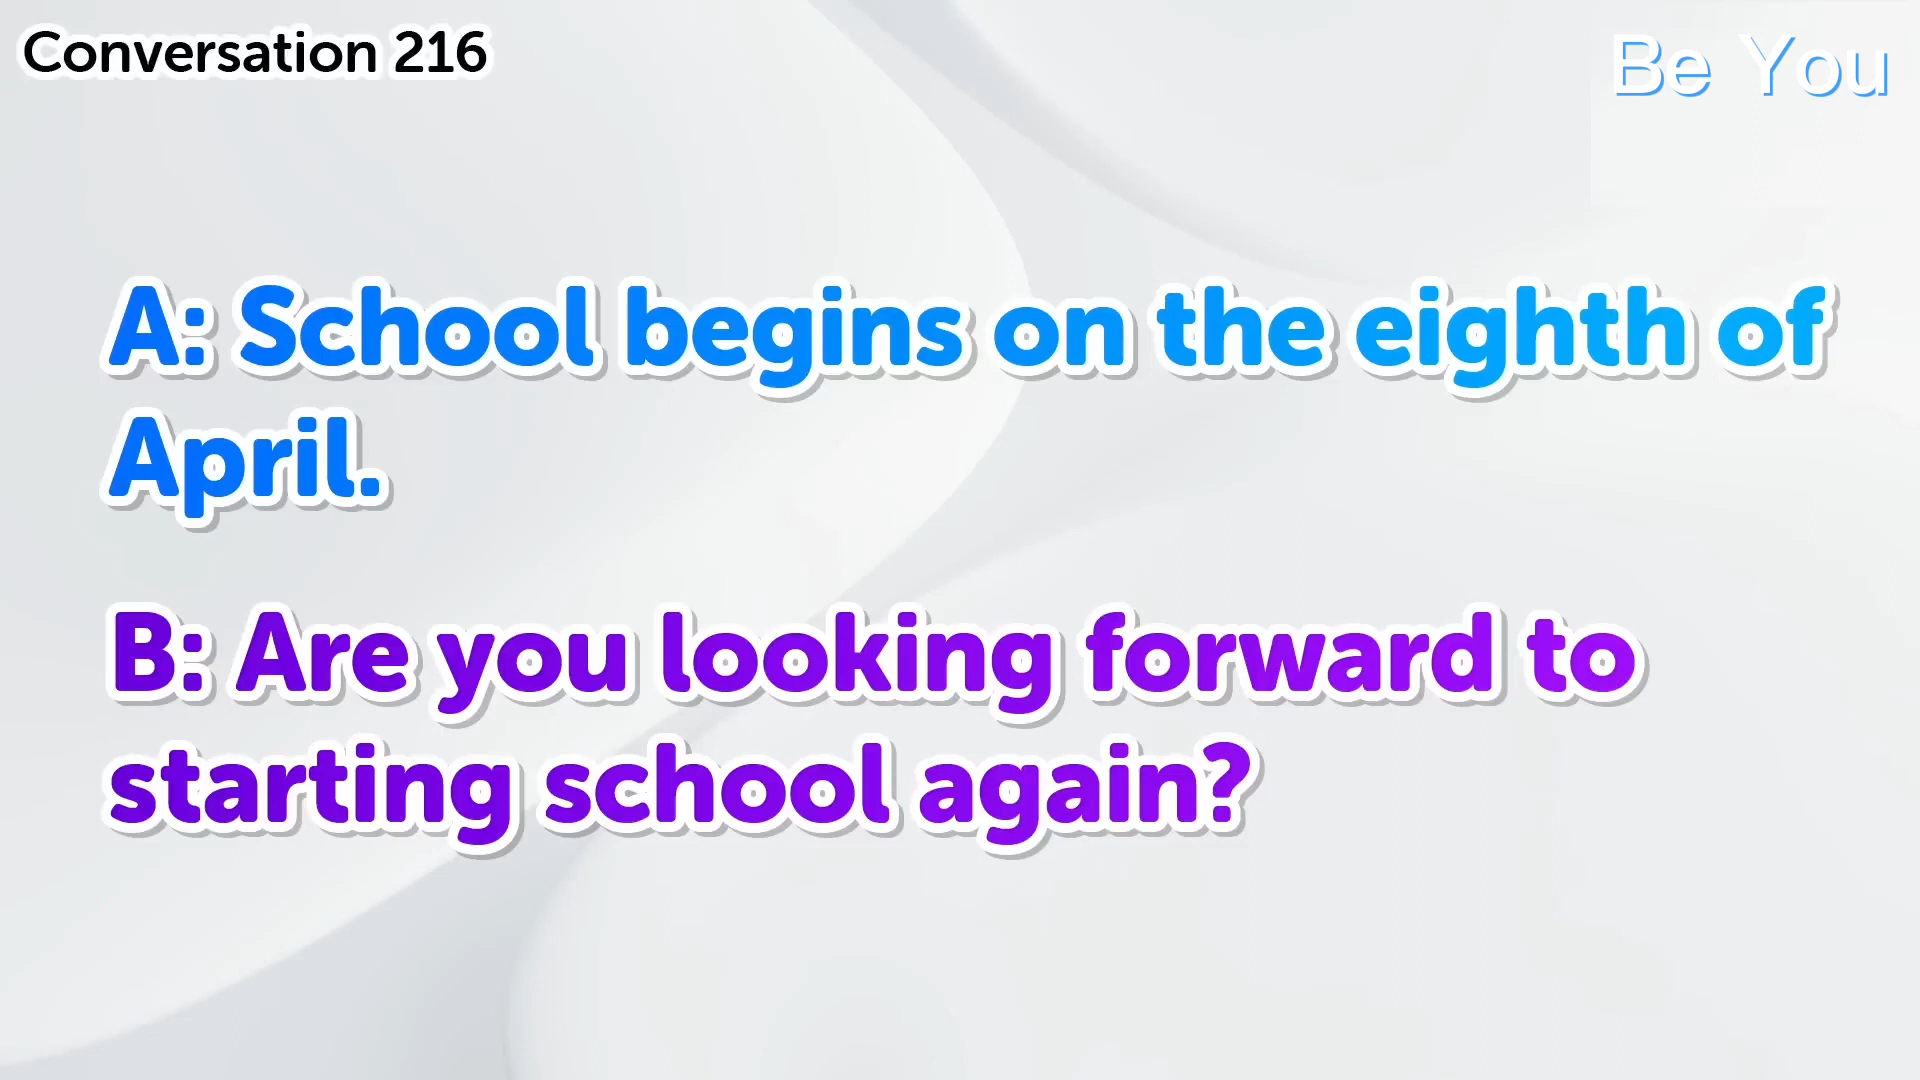 Conversation 216
Be You
A: School begins on the eighth of
April.
B: Are you looking forward to
starting school again?